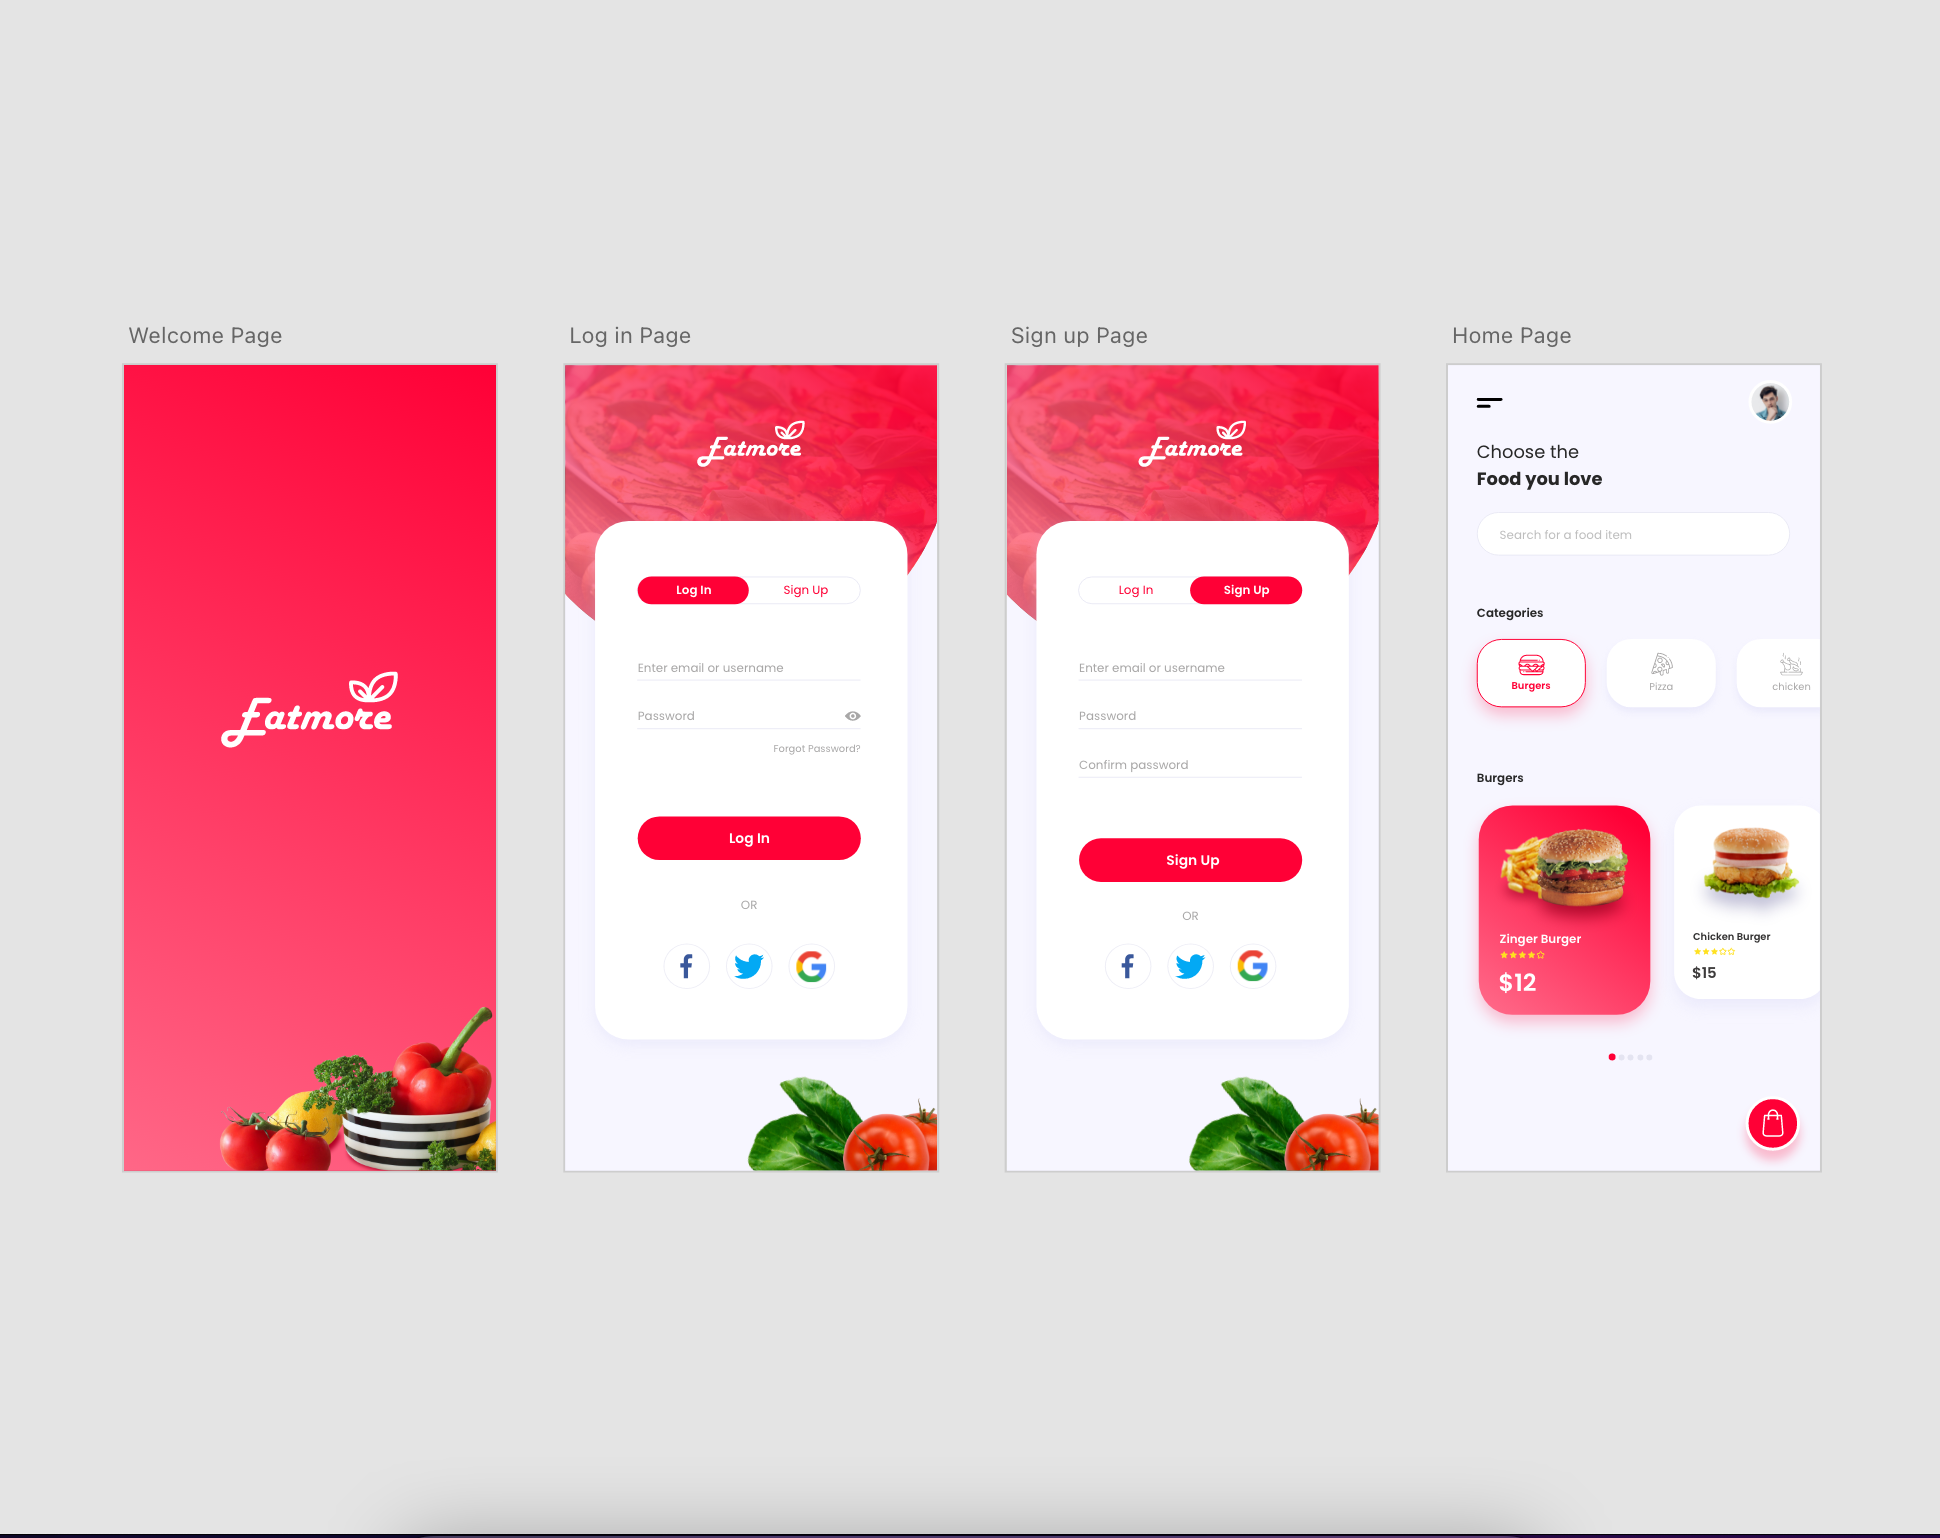 Welcome Page
Eatmore
Log in Page
Eatmore
Log In
Sign Up
Enter email or username
Password
Forgot Password?
Log In
OR
f
G
Sign up Page
Eatmore
Log In
Sign Up
Enter email or username
Password
Confirm password
Sign Up
OR
f
G
Home Page
Choose the
Food you love
Search for a food item
Categories
Burgers
Pizza
chicken
Burgers
Zinger Burger
$12
Chicken Burger
$15